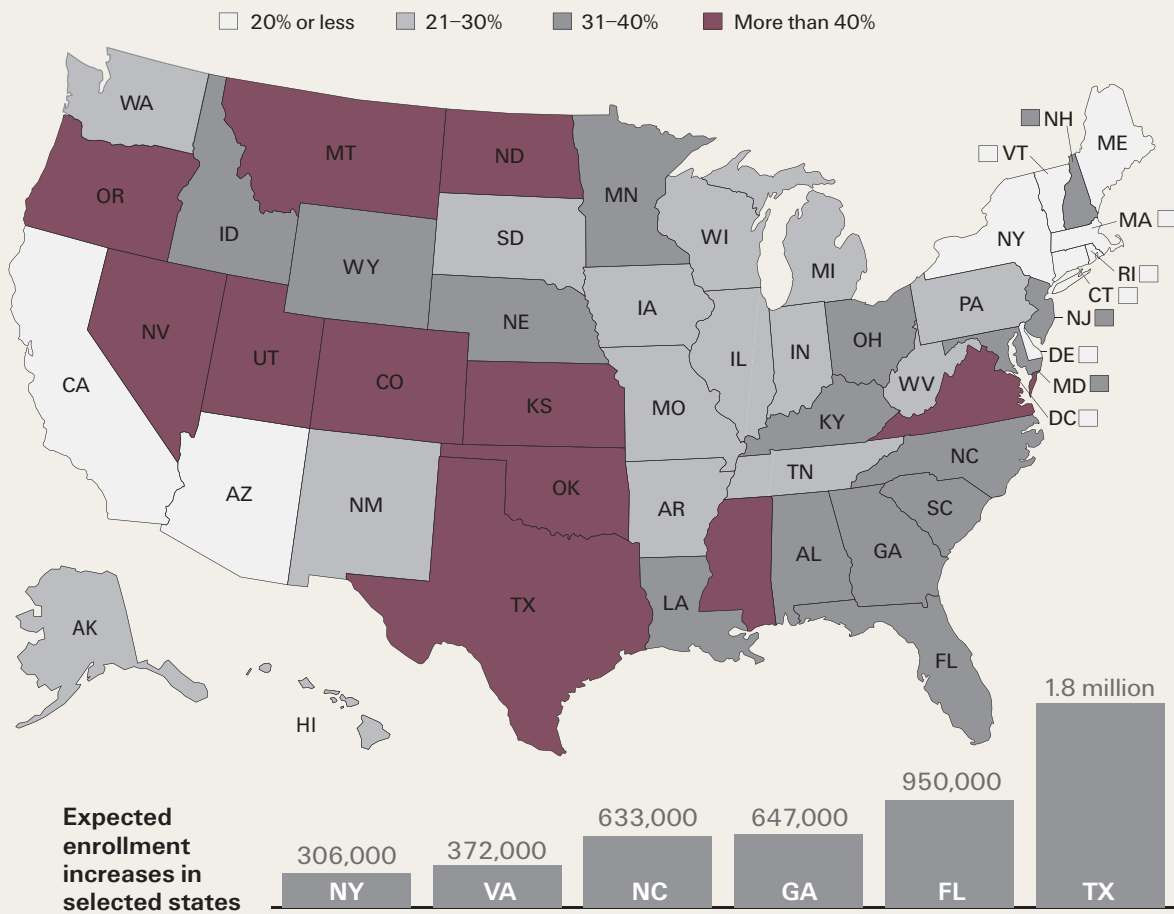 20% or less 21–30% 31–40% More than 40%
WA
NH
ME
VT
MT
ND
OR
MN
MA
ID
SD
WI
NY
WY
MI
RI
CT
PA
IA
NE
NJ
OH
NV
IL
IN
DE
UT
CA
CO
WV
MD
KS
MO
DC
KY
NC
TN
OK
AZ
NM
AR
SC
AL
GA
TX
LA
AK
FL
HI
Expected
enrollment
increases in
selected states
306,000
NY
372,000
VA
633,000
NC
647,000
GA
950,000
FL
1.8 million
TX